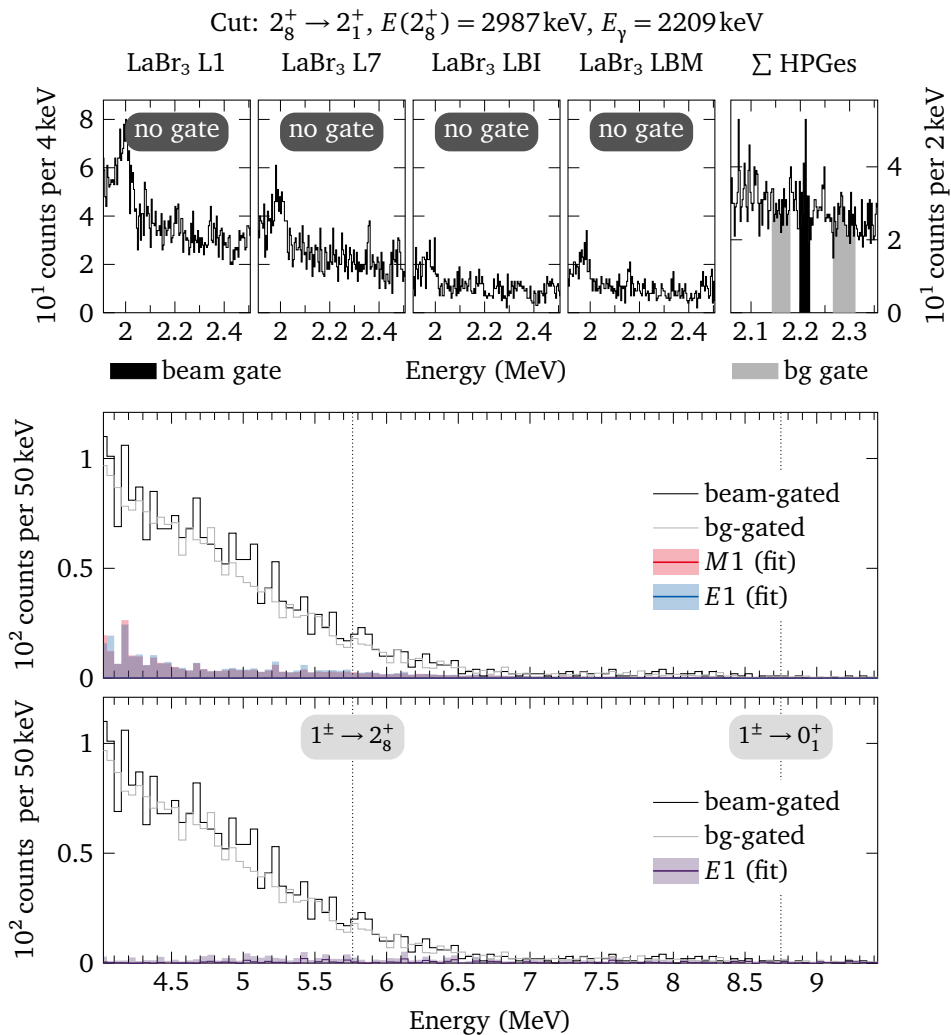 Cut: 2₈⁺ → 2₁⁺, E(2₈⁺) = 2987 keV, Eγ = 2209 keV
LaBr₃ L1 LaBr₃ L7 LaBr₃ LBI LaBr₃ LBM ∑ HPGes
10¹ counts per 4 keV
8
6
4
2
0
no gate no gate no gate no gate
4
2
0
10¹ counts per 2 keV
2 2.2 2.4 2 2.2 2.4 2 2.2 2.4 2 2.2 2.4 2.1 2.2 2.3
beam gate Energy (MeV) bg gate
10² counts per 50 keV
1
0.5
0
beam-gated
bg-gated
M1 (fit)
E1 (fit)
10² counts per 50 keV
1
0.5
0
1± → 2₈⁺ 1± → 0₁⁺
beam-gated
bg-gated
E1 (fit)
4.5 5 5.5 6 6.5 7 7.5 8 8.5 9
Energy (MeV)